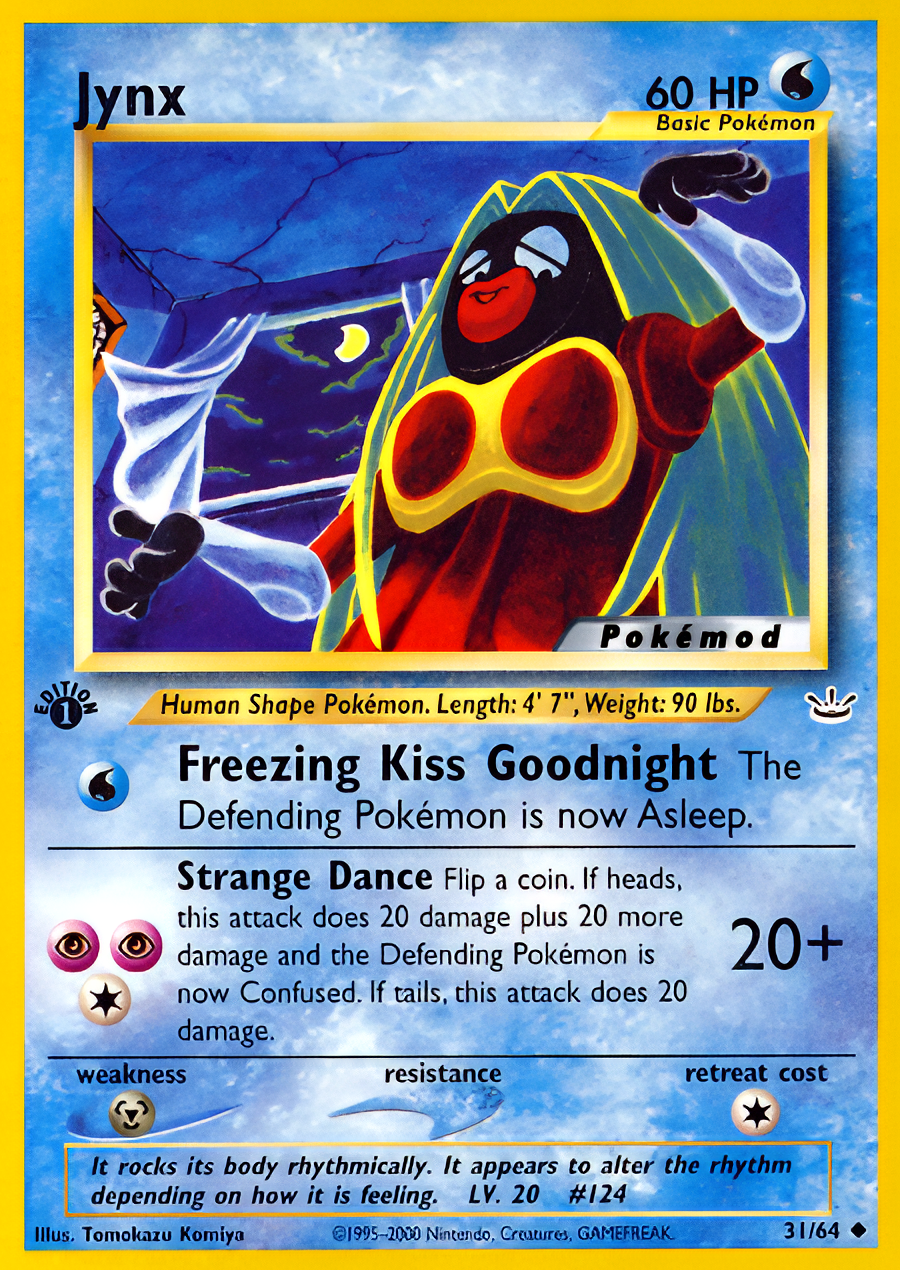 Jynx
60 HP
Basic Pokémon
Pokémod
EDITION
1
Human Shape Pokémon. Length: 4' 7", Weight: 90 lbs.
Freezing Kiss Goodnight The
Defending Pokémon is now Asleep.
Strange Dance Flip a coin. If heads,
this attack does 20 damage plus 20 more
damage and the Defending Pokémon is
now Confused. If tails, this attack does 20
damage.
20+
weakness
resistance
retreat cost
It rocks its body rhythmically. It appears to alter the rhythm
depending on how it is feeling. LV. 20 #124
Illus. Tomokazu Komiya
©1995–2000 Nintendo, Creatures, GAMEFREAK.
31/64